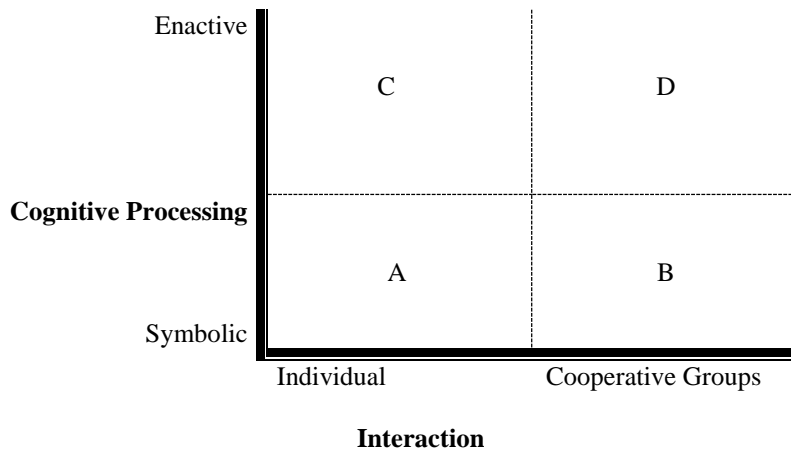 Enactive
C D
Cognitive Processing
A B
Symbolic
Individual Cooperative Groups
Interaction